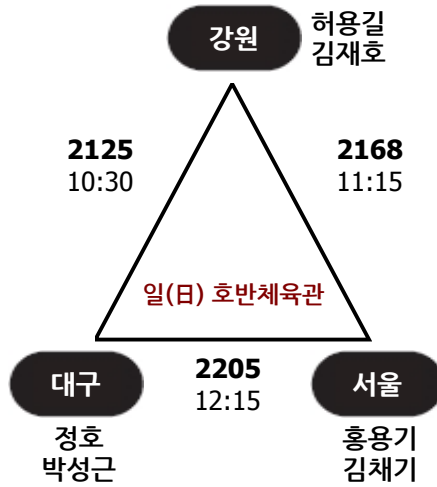 강원
허용길
김재호
2125
10:30
2168
11:15
일(日) 호반체육관
대구
2205
12:15
서울
정호
박성근
홍용기
김채기